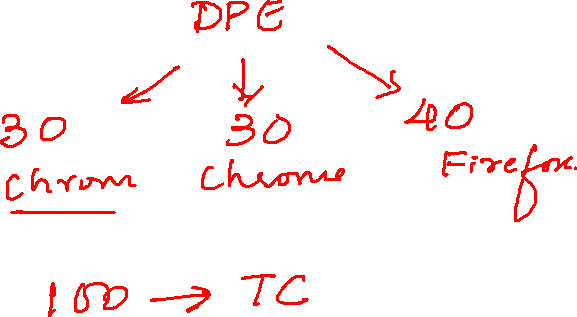 DPE
30 30 40
Chrom Chrome Firefox.
100 → TC